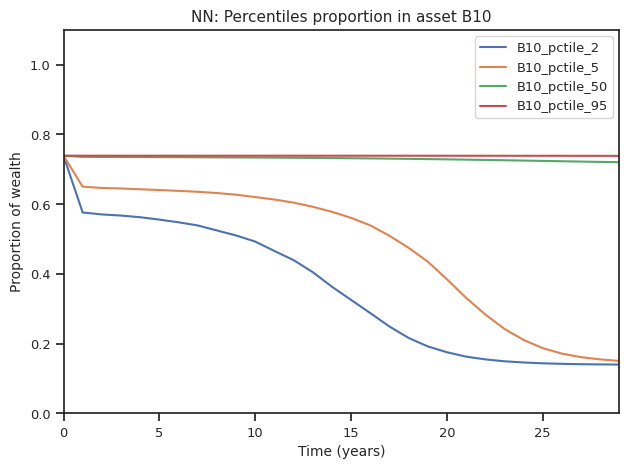 NN: Percentiles proportion in asset B10
B10_pctile_2
B10_pctile_5
B10_pctile_50
B10_pctile_95
Proportion of wealth
1.0
0.8
0.6
0.4
0.2
0.0
0 5 10 15 20 25
Time (years)